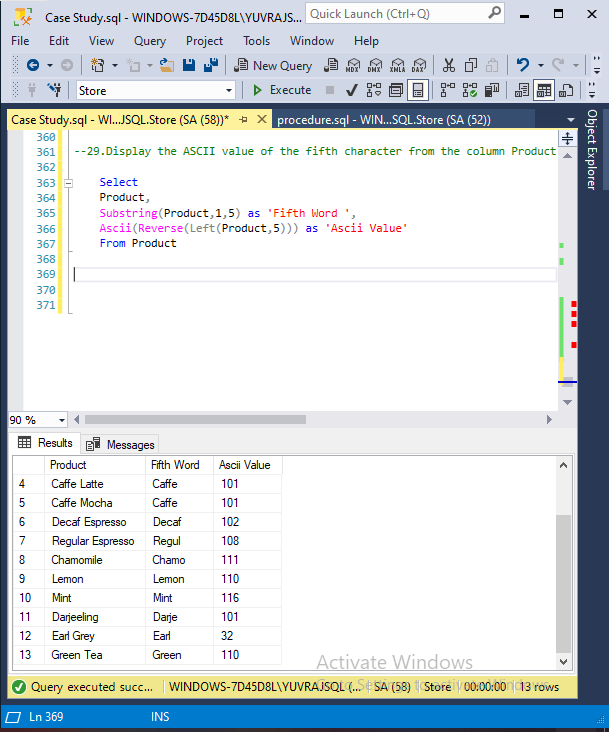 Case Study.sql - WINDOWS-7D45D8L\YUVRAJS...
Quick Launch (Ctrl+Q)
File Edit View Query Project Tools Window Help
New Query MDX DMX XMLA DAX
Store Execute
Case Study.sql - WI...JSQL.Store (SA (58))* procedure.sql - WIN...SQL.Store (SA (52))
Object Explorer
360
361 --29.Display the ASCII value of the fifth character from the column Product
362
363 Select
364 Product,
365 Substring(Product,1,5) as 'Fifth Word ',
366 Ascii(Reverse(Left(Product,5))) as 'Ascii Value'
367 From Product
368
369
370
371
90 %
Results Messages
Product Fifth Word Ascii Value
4 Caffe Latte Caffe 101
5 Caffe Mocha Caffe 101
6 Decaf Espresso Decaf 102
7 Regular Espresso Regul 108
8 Chamomile Chamo 111
9 Lemon Lemon 110
10 Mint Mint 116
11 Darjeeling Darje 101
12 Earl Grey Earl 32
13 Green Tea Green 110
Activate Windows
Go to Settings to activate Windows.
Query executed succ... WINDOWS-7D45D8L\YUVRAJSQL (... SA (58) Store 00:00:00 13 rows
Ln 369 INS